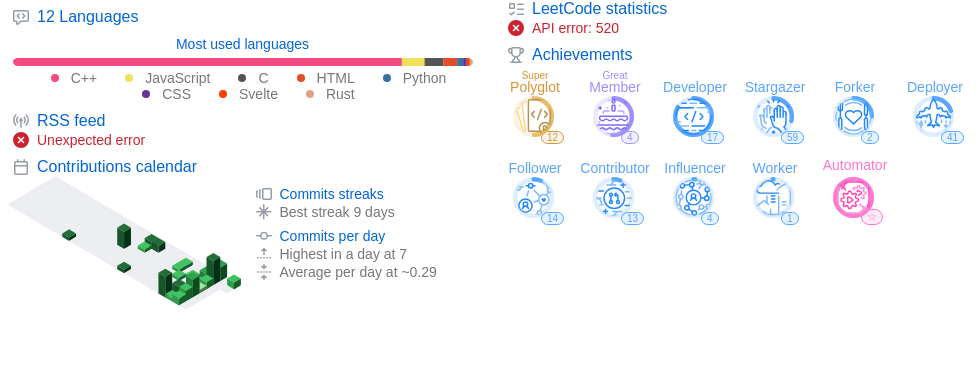 12 Languages
Most used languages
C++ JavaScript C HTML Python
CSS Svelte Rust
RSS feed
Unexpected error
Contributions calendar
Commits streaks
Best streak 9 days
Commits per day
Highest in a day at 7
Average per day at ~0.29
LeetCode statistics
API error: 520
Achievements
Super Great
Polyglot Member Developer Stargazer Forker Deployer
12 4 17 59 2 41
Follower Contributor Influencer Worker Automator
14 13 4 1 ☆